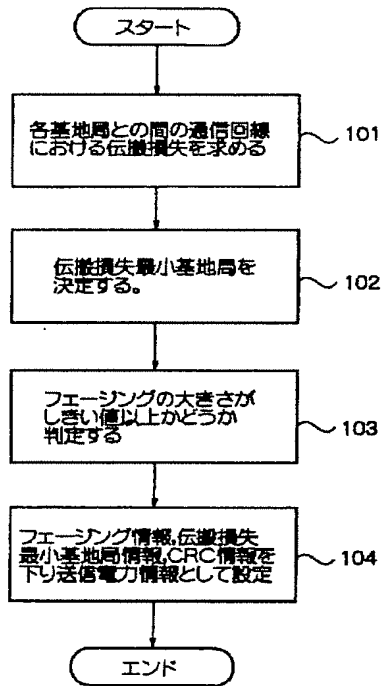 スタート
各基地局との間の通信回線
における伝搬損失を求める
101
伝搬損失最小基地局を
決定する。
102
フェージングの大きさが
しきい値以上かどうか
判定する
103
フェージング情報,伝搬損失
最小基地局情報,CRC情報を
下り送信電力情報として設定
104
エンド